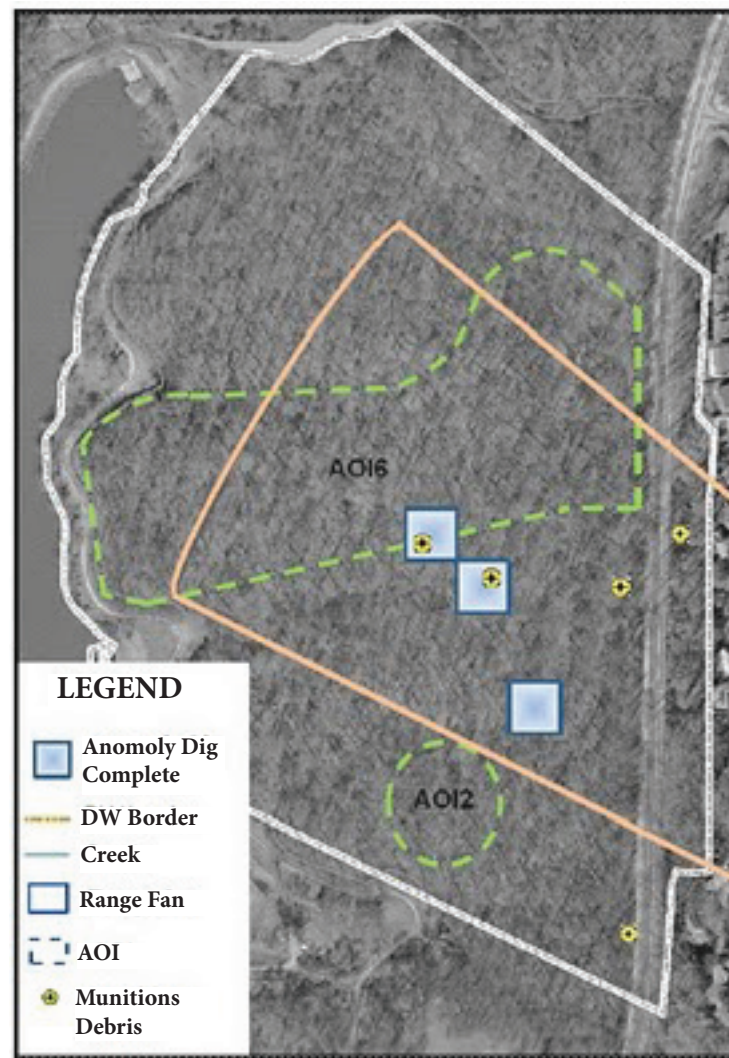 AOI6
AOI2
LEGEND
Anomoly Dig
Complete
DW Border
Creek
Range Fan
AOI
Munitions
Debris